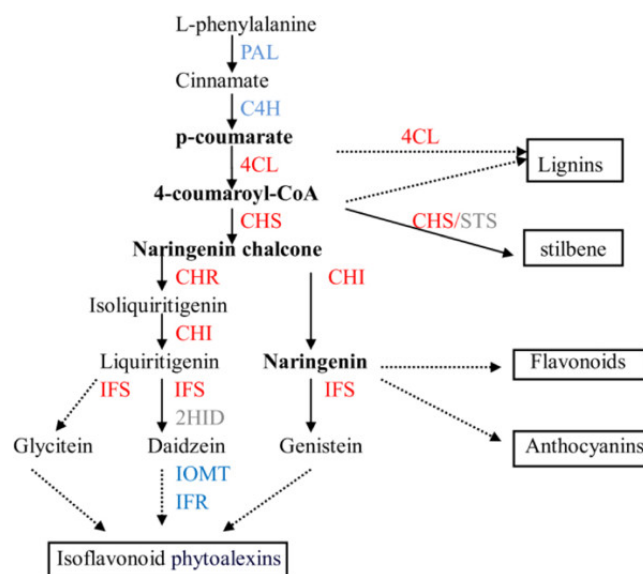 L-phenylalanine
PAL
Cinnamate
C4H
p-coumarate
4CL
4CL
Lignins
4-coumaroyl-CoA
CHS
CHS/STS
stilbene
Naringenin chalcone
CHR
CHI
Isoliquiritigenin
CHI
Liquiritigenin
Naringenin
Flavonoids
IFS
IFS
IFS
2HID
Glycitein
Daidzein
Genistein
Anthocyanins
IOMT
IFR
Isoflavonoid phytoalexins